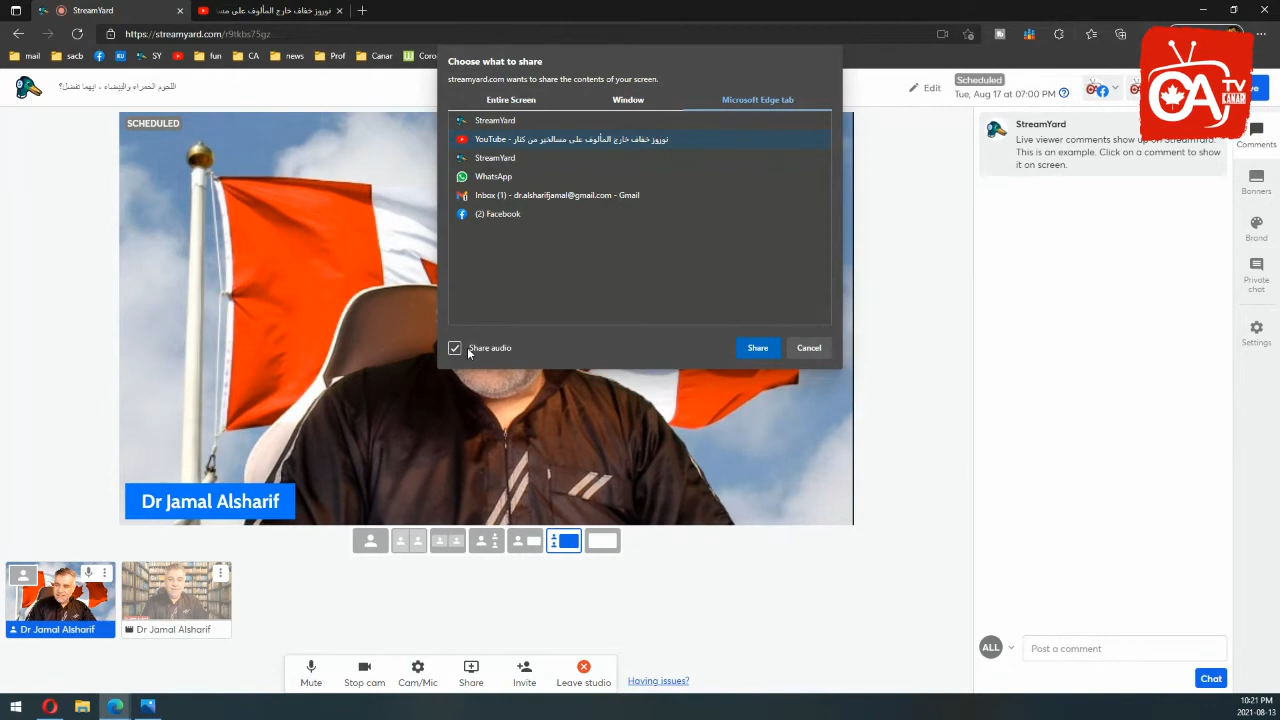 StreamYard
نوروز خفاف خارج المألوف على مسا
https://streamyard.com/r9tkbs75gz
mail
sacb
KU
SY
fun
CA
news
Prof
Canar
Coro
اللحوم الحمراء والبيضاء ، ايهما تفضل؟
Edit
Scheduled
Tue, Aug 17 at 07:00 PM
CA TV
CANAR
SCHEDULED
Choose what to share
streamyard.com wants to share the contents of your screen.
Entire Screen
Window
Microsoft Edge tab
StreamYard
نوروز خفاف خارج المألوف على مسالخير من كنار - YouTube
StreamYard
WhatsApp
Inbox (1) - dr.alsharifjamal@gmail.com - Gmail
(2) Facebook
Share audio
Share
Cancel
StreamYard
Live viewer comments show up on StreamYard.
This is an example. Click on a comment to show
it on screen.
Comments
Banners
Brand
Private
chat
Settings
Dr Jamal Alsharif
Dr Jamal Alsharif
Dr Jamal Alsharif
Mute
Stop cam
Cam/Mic
Share
Invite
Leave studio
Having issues?
ALL
Post a comment
Chat
10:21 PM
2021-08-13